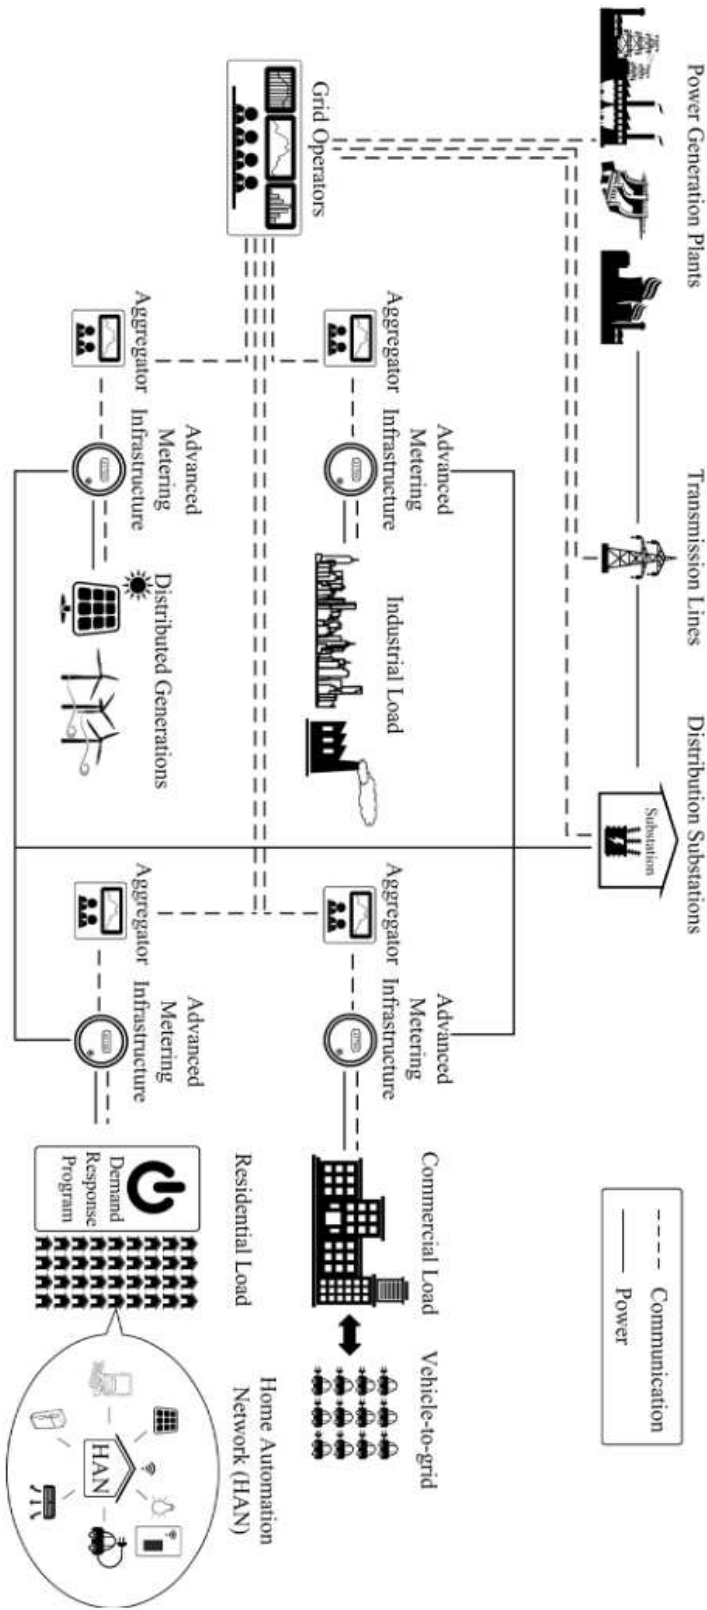 Power Generation Plants
Transmission Lines
Distribution Substations
Substation
Communication
Power
Grid Operators
Aggregator
Advanced
Metering
Infrastructure
Industrial Load
Aggregator
Advanced
Metering
Infrastructure
Commercial Load
Vehicle-to-grid
Aggregator
Advanced
Metering
Infrastructure
Distributed Generations
Aggregator
Advanced
Metering
Infrastructure
Residential Load
Demand
Response
Program
Home Automation
Network (HAN)
HAN